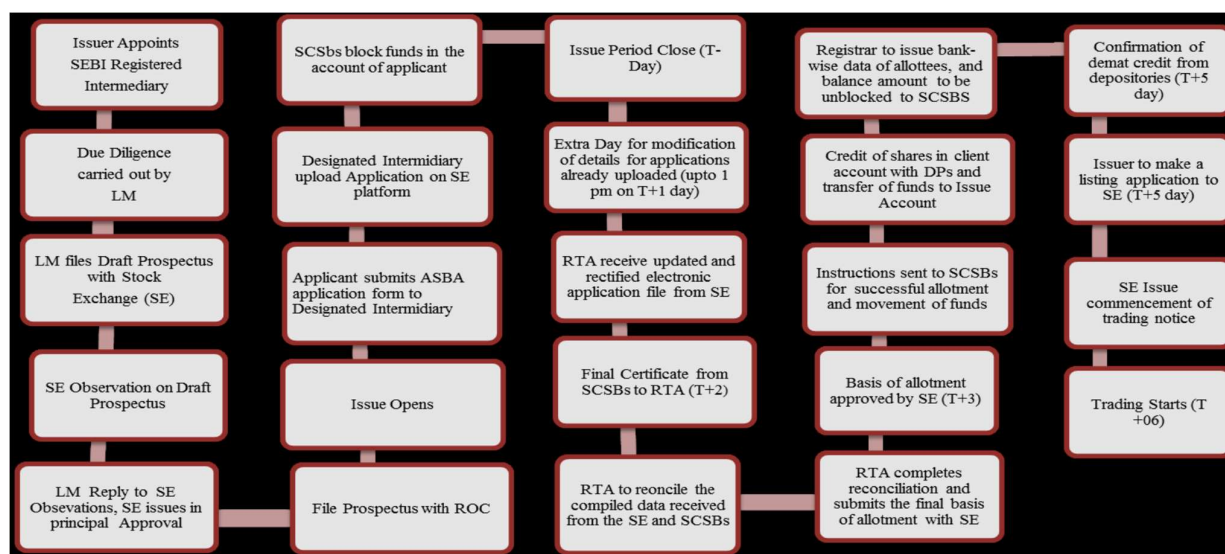 Issuer Appoints
SEBI Registered
Intermediary
Due Diligence
carried out by
LM
LM files Draft Prospectus
with Stock
Exchange (SE)
SE Observation on Draft
Prospectus
LM Reply to SE
Obsevations, SE issues in
principal Approval
File Prospectus with ROC
Issue Opens
Applicant submits ASBA
application form to
Designated Intermidiary
Designated Intermidiary
upload Application on SE
platform
SCSbs block funds in the
account of applicant
Issue Period Close (T-
Day)
Extra Day for modification
of details for applications
already uploaded (upto 1
pm on T+1 day)
RTA receive updated and
rectified electronic
application file from SE
Final Certificate from
SCSBs to RTA (T+2)
RTA to reconcile the
compiled data received
from the SE and SCSBs
RTA completes
reconciliation and
submits the final basis
of allotment with SE
Basis of allotment
approved by SE (T+3)
Instructions sent to SCSBs
for successful allotment
and movement of funds
Credit of shares in client
account with DPs and
transfer of funds to Issue
Account
Registrar to issue bank-
wise data of allottees, and
balance amount to be
unblocked to SCSBS
Confirmation of
demat credit from
depositories (T+5
day)
Issuer to make a
listing application to
SE (T+5 day)
SE Issue
commencement of
trading notice
Trading Starts (T
+06)